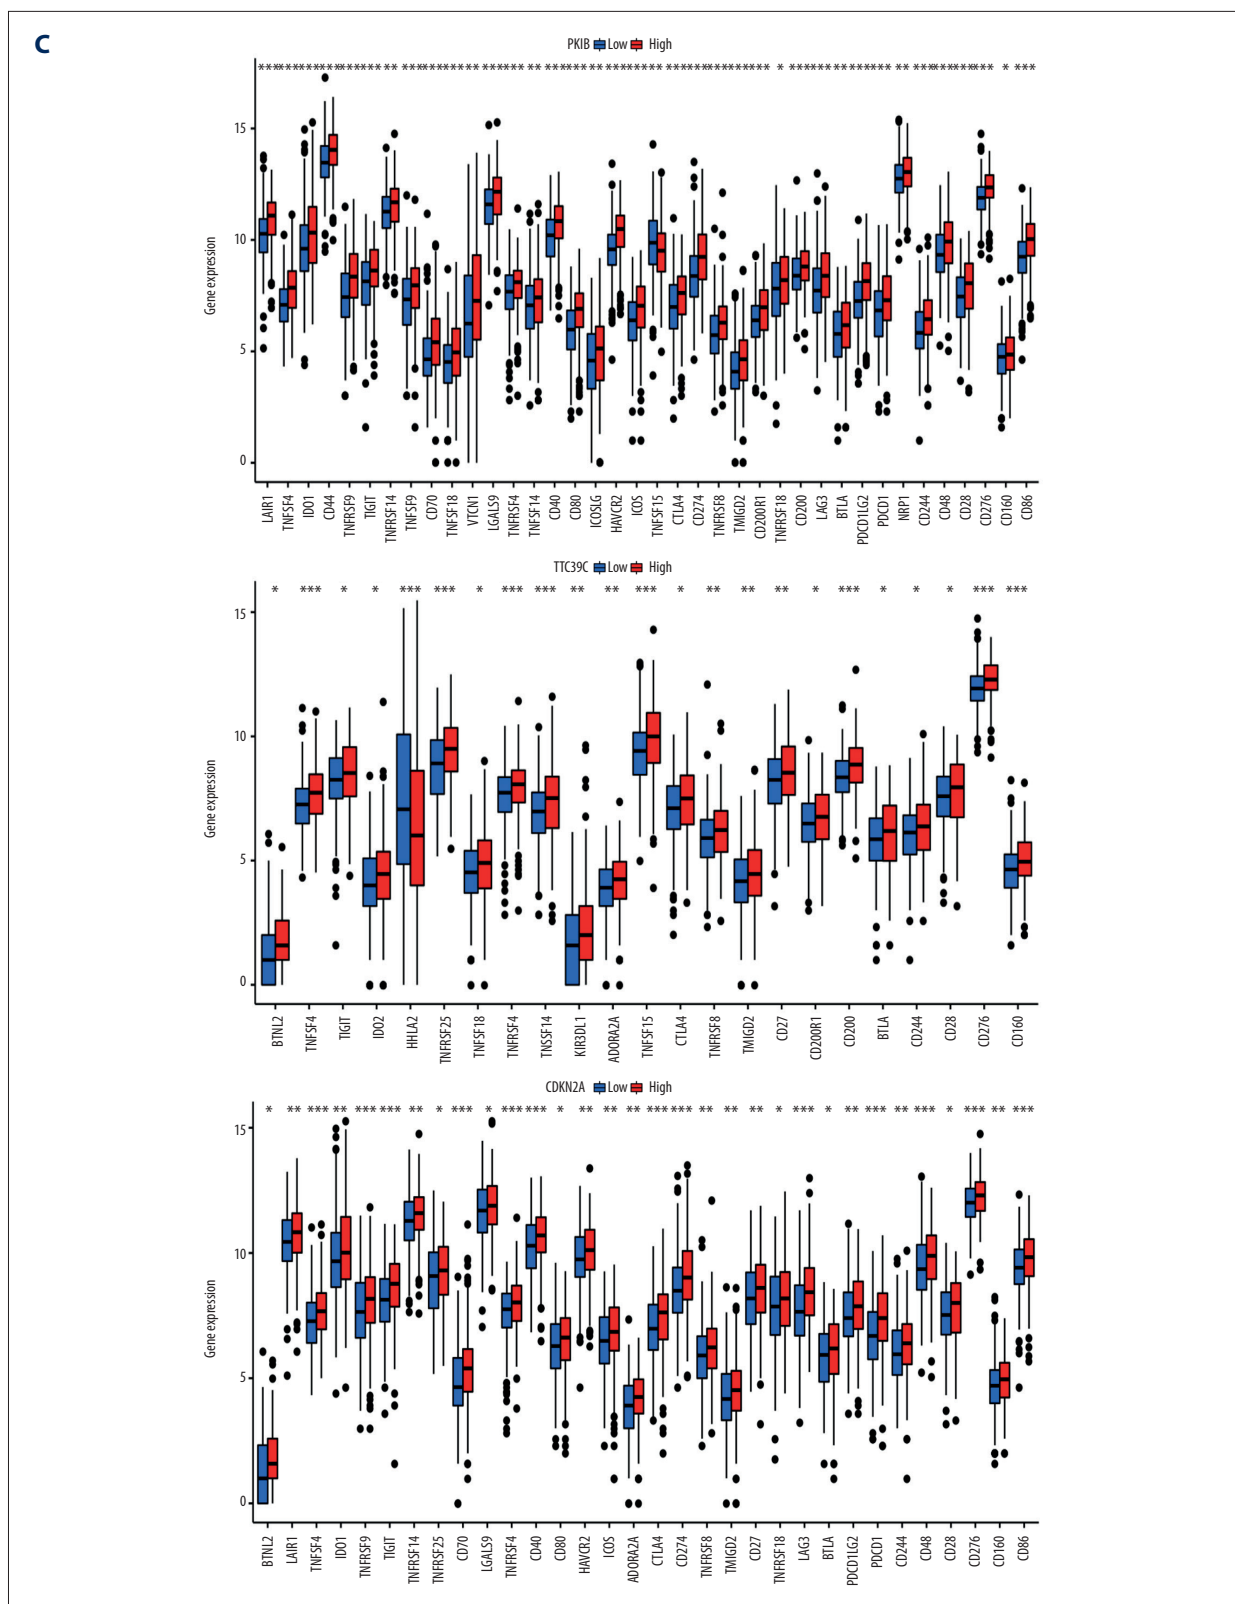 C
PKIB Low High
*** *** *** *** *** *** ** *** *** *** *** *** *** ** *** *** *** *** *** *** *** *** *** *** *** * *** *** *** *** *** ** *** *** *** *** * ***
Gene expression
15
10
5
0
LAIR1 TNFSF4 IDO1 CD44 TNFRSF9 TIGIT TNFRSF14 TNFSF9 CD70 TNFSF18 VTCN1 LGALS9 TNFRSF4 TNFSF14 CD40 CD80 ICOSLG HAVCR2 ICOS TNFSF15 CTLA4 CD274 TNFRSF8 TMIGD2 CD200R1 TNFRSF18 CD200 LAG3 BTLA PDCD1LG2 PDCD1 NRP1 CD244 CD48 CD28 CD276 CD160 CD86
TTC39C Low High
* *** * * *** *** * *** *** ** ** *** * ** ** ** * *** * * * *** ***
Gene expression
15
10
5
0
BTNL2 TNFSF4 TIGIT IDO2 HHLA2 TNFRSF25 TNFSF18 TNFRSF4 TNSSF14 KIR3DL1 ADORA2A TNFSF15 CTLA4 TNFRSF8 TMIGD2 CD27 CD200R1 CD200 BTLA CD244 CD28 CD276 CD160
CDKN2A Low High
* ** *** ** *** *** ** * *** * *** *** * ** ** ** *** *** ** ** ** * *** * ** *** ** *** * *** ** ***
Gene expression
15
10
5
0
BTNL2 LAIR1 TNFSF4 IDO1 TNFRSF9 TIGIT TNFRSF14 TNFRSF25 CD70 LGALS9 TNFRSF4 CD40 CD80 HAVCR2 ICOS ADORA2A CTLA4 CD274 TNFRSF8 TMIGD2 CD27 TNFRSF18 LAG3 BTLA PDCD1LG2 PDCD1 CD244 CD48 CD28 CD276 CD160 CD86